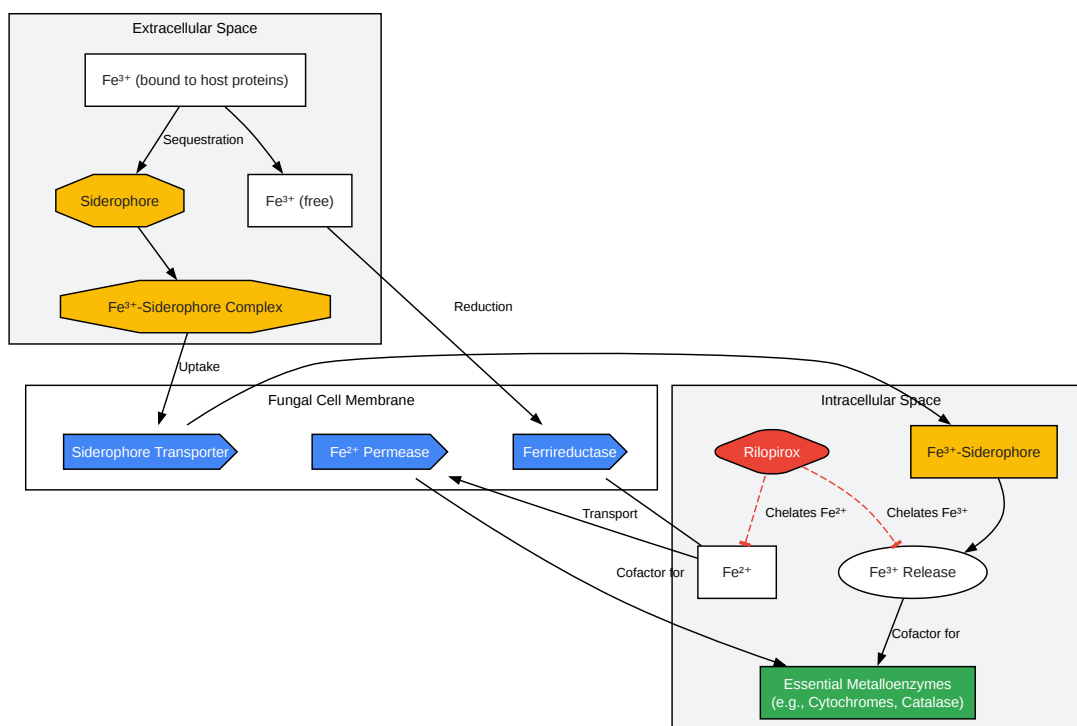 Extracellular Space
Fe³⁺ (bound to host proteins)
Sequestration
Siderophore
Fe³⁺ (free)
Fe³⁺-Siderophore Complex
Reduction
Uptake
Fungal Cell Membrane
Siderophore Transporter
Fe²⁺ Permease
Ferrireductase
Intracellular Space
Rilopirox
Fe³⁺-Siderophore
Chelates Fe²⁺
Chelates Fe³⁺
Transport
Cofactor for
Fe²⁺
Fe³⁺ Release
Cofactor for
Essential Metalloenzymes
(e.g., Cytochromes, Catalase)